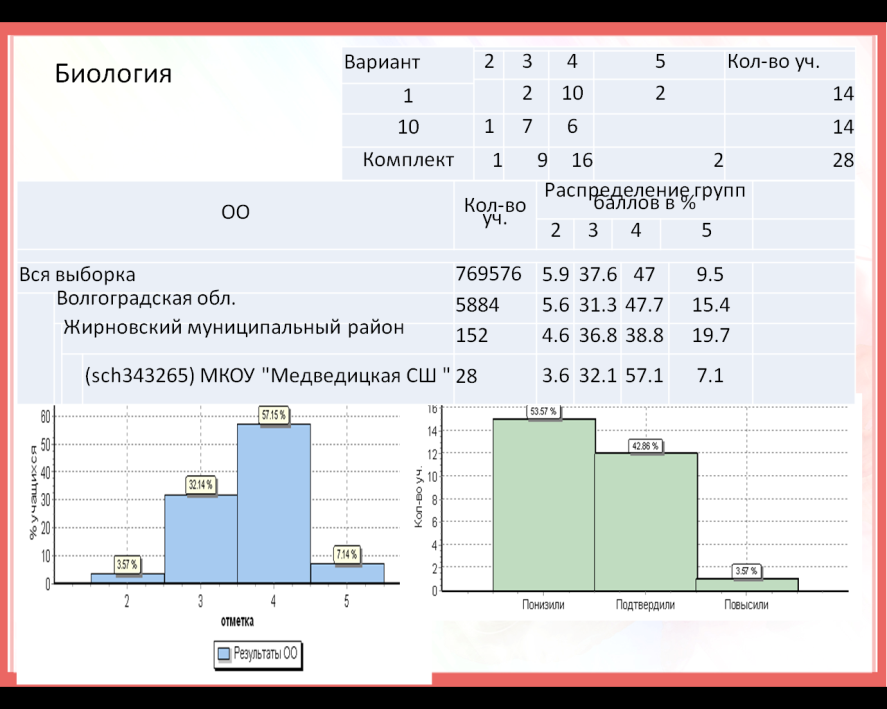 Биология
Вариант 2 3 4 5 Кол-во уч.
1 2 10 2 14
10 1 7 6 14
Комплект 1 9 16 2 28
ОО Кол-во уч. Распределение групп баллов в %
2 3 4 5
Вся выборка 769576 5.9 37.6 47 9.5
Волгоградская обл. 5884 5.6 31.3 47.7 15.4
Жирновский муниципальный район 152 4.6 36.8 38.8 19.7
(sch343265) МКОУ "Медведицкая СШ " 28 3.6 32.1 57.1 7.1
% учащихся
60
50
40
30
20
10
0
57.15 %
32.14 %
3.57 %
7.14 %
2 3 4 5
отметка
Результаты ОО
Кол-во уч.
16
14
12
10
8
6
4
2
0
53.57 %
42.86 %
3.57 %
Понизили Подтвердили Повысили